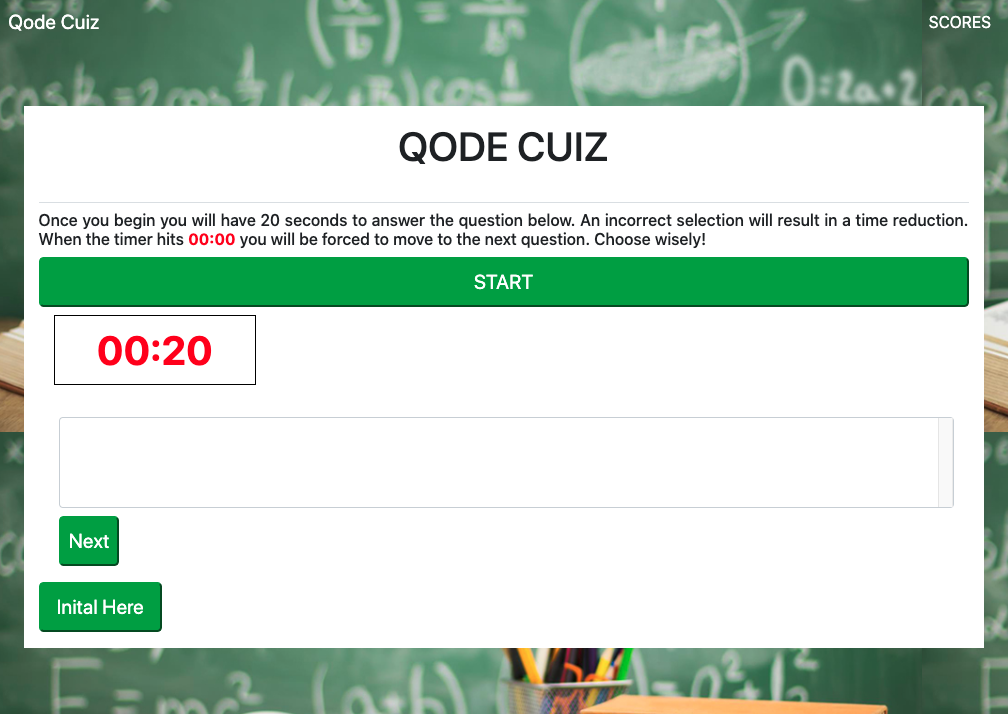 Qode Cuiz
SCORES
QODE CUIZ
Once you begin you will have 20 seconds to answer the question below. An incorrect selection will result in a time reduction.
When the timer hits 00:00 you will be forced to move to the next question. Choose wisely!
START
00:20
Next
Inital Here